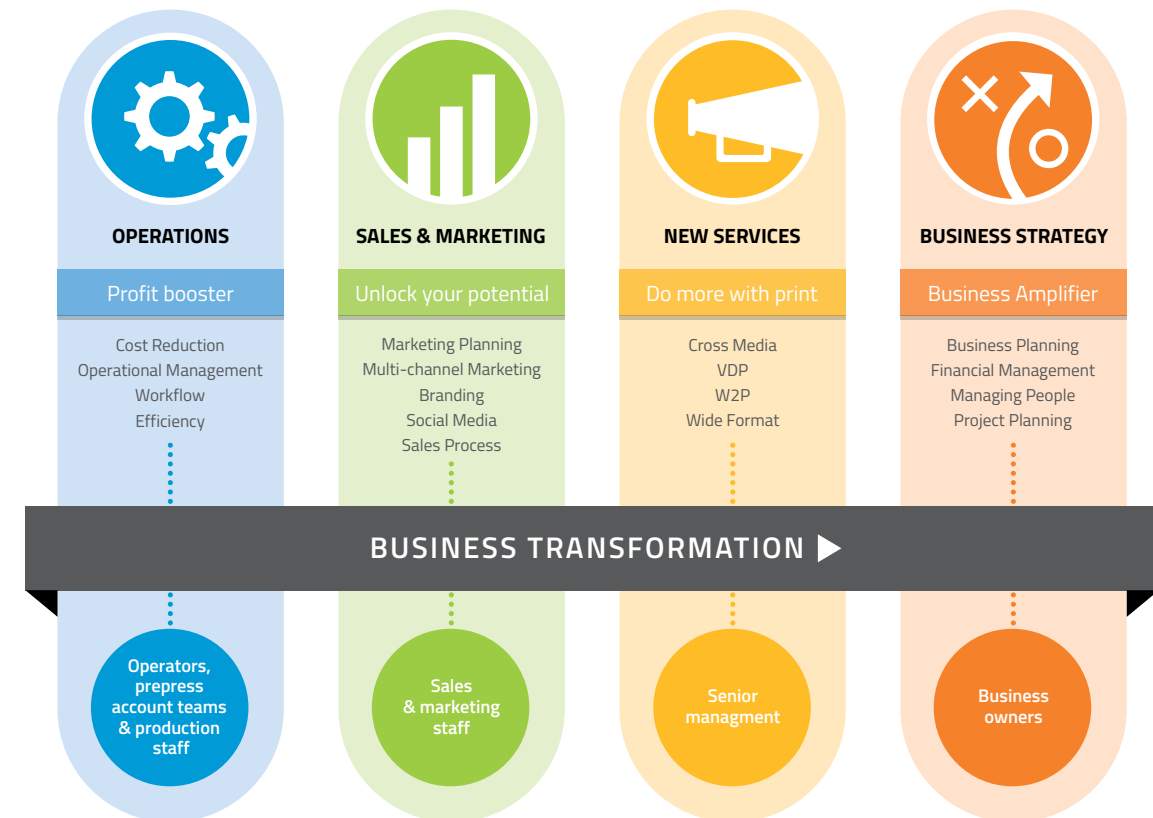 OPERATIONS
Profit booster
Cost Reduction
Operational Management
Workflow
Efficiency
SALES & MARKETING
Unlock your potential
Marketing Planning
Multi-channel Marketing
Branding
Social Media
Sales Process
NEW SERVICES
Do more with print
Cross Media
VDP
W2P
Wide Format
BUSINESS STRATEGY
Business Amplifier
Business Planning
Financial Management
Managing People
Project Planning
BUSINESS TRANSFORMATION
Operators,
prepress
account teams
& production
staff
Sales
& marketing
staff
Senior
managment
Business
owners